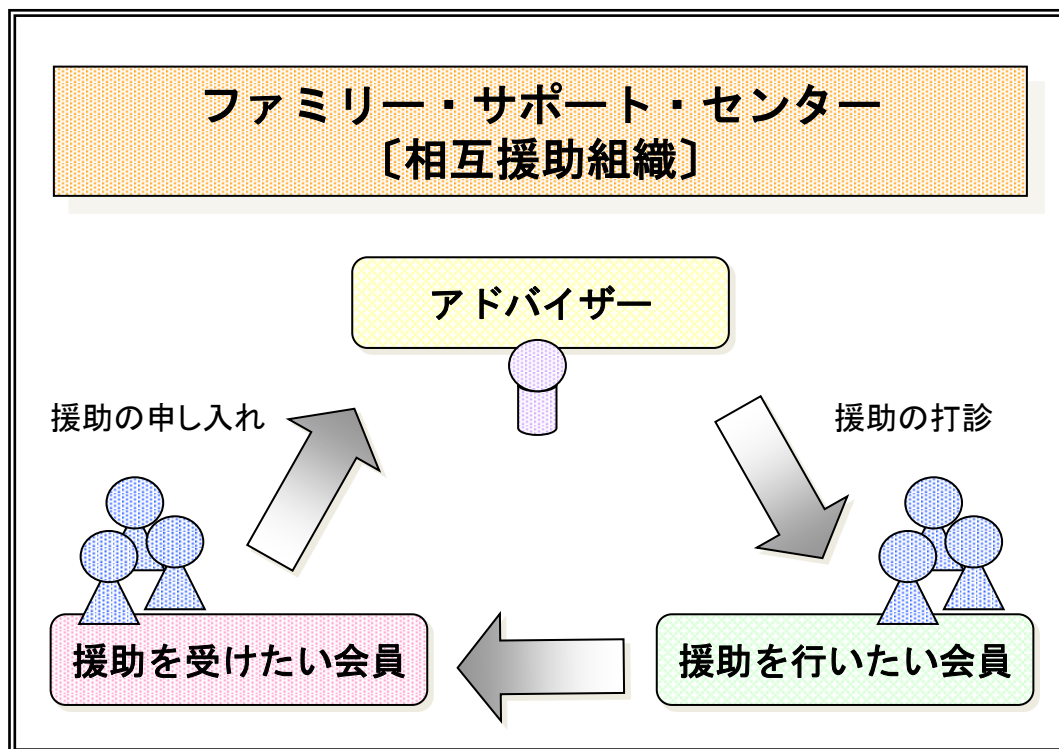 ファミリー・サポート・センター
〔相互援助組織〕
アドバイザー
援助の申し入れ
援助の打診
援助を受けたい会員
援助を行いたい会員